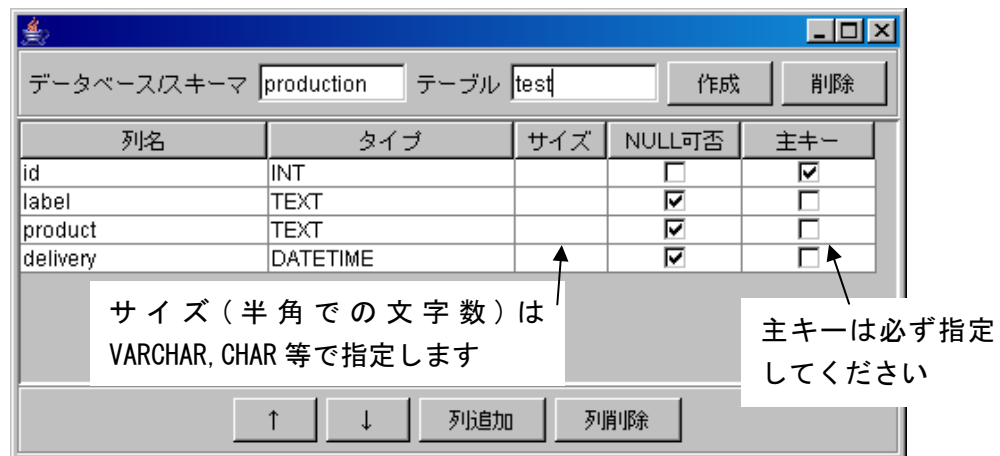 データベース/スキーマ production テーブル test 作成 削除
列名 タイプ サイズ NULL可否 主キー
id INT
label TEXT
product TEXT
delivery DATETIME
サイズ(半角での文字数)は
VARCHAR,CHAR 等で指定します
主キーは必ず指定
してください
↑ ↓ 列追加 列削除